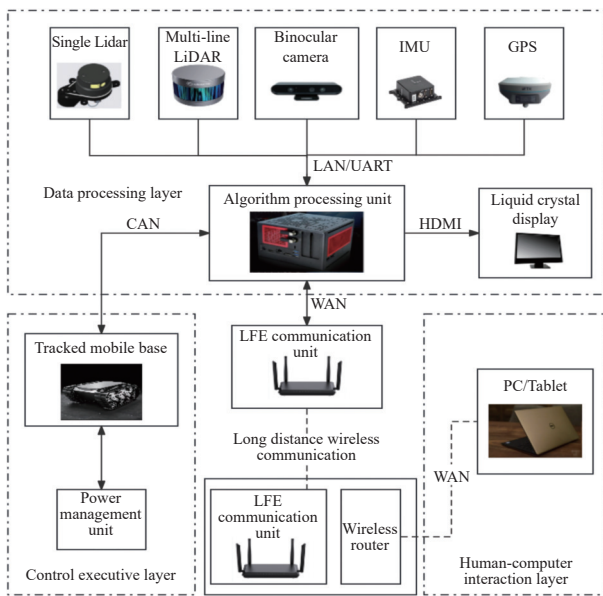 Single Lidar
Multi-line
LiDAR
Binocular
camera
IMU
GPS
LAN/UART
Data processing layer
Algorithm processing unit
Liquid crystal
display
CAN
HDMI
WAN
Tracked mobile base
LFE communication
unit
PC/Tablet
Long distance wireless
communication
WAN
Power
management
unit
LFE
communication
unit
Wireless
router
Control executive layer
Human-computer
interaction layer